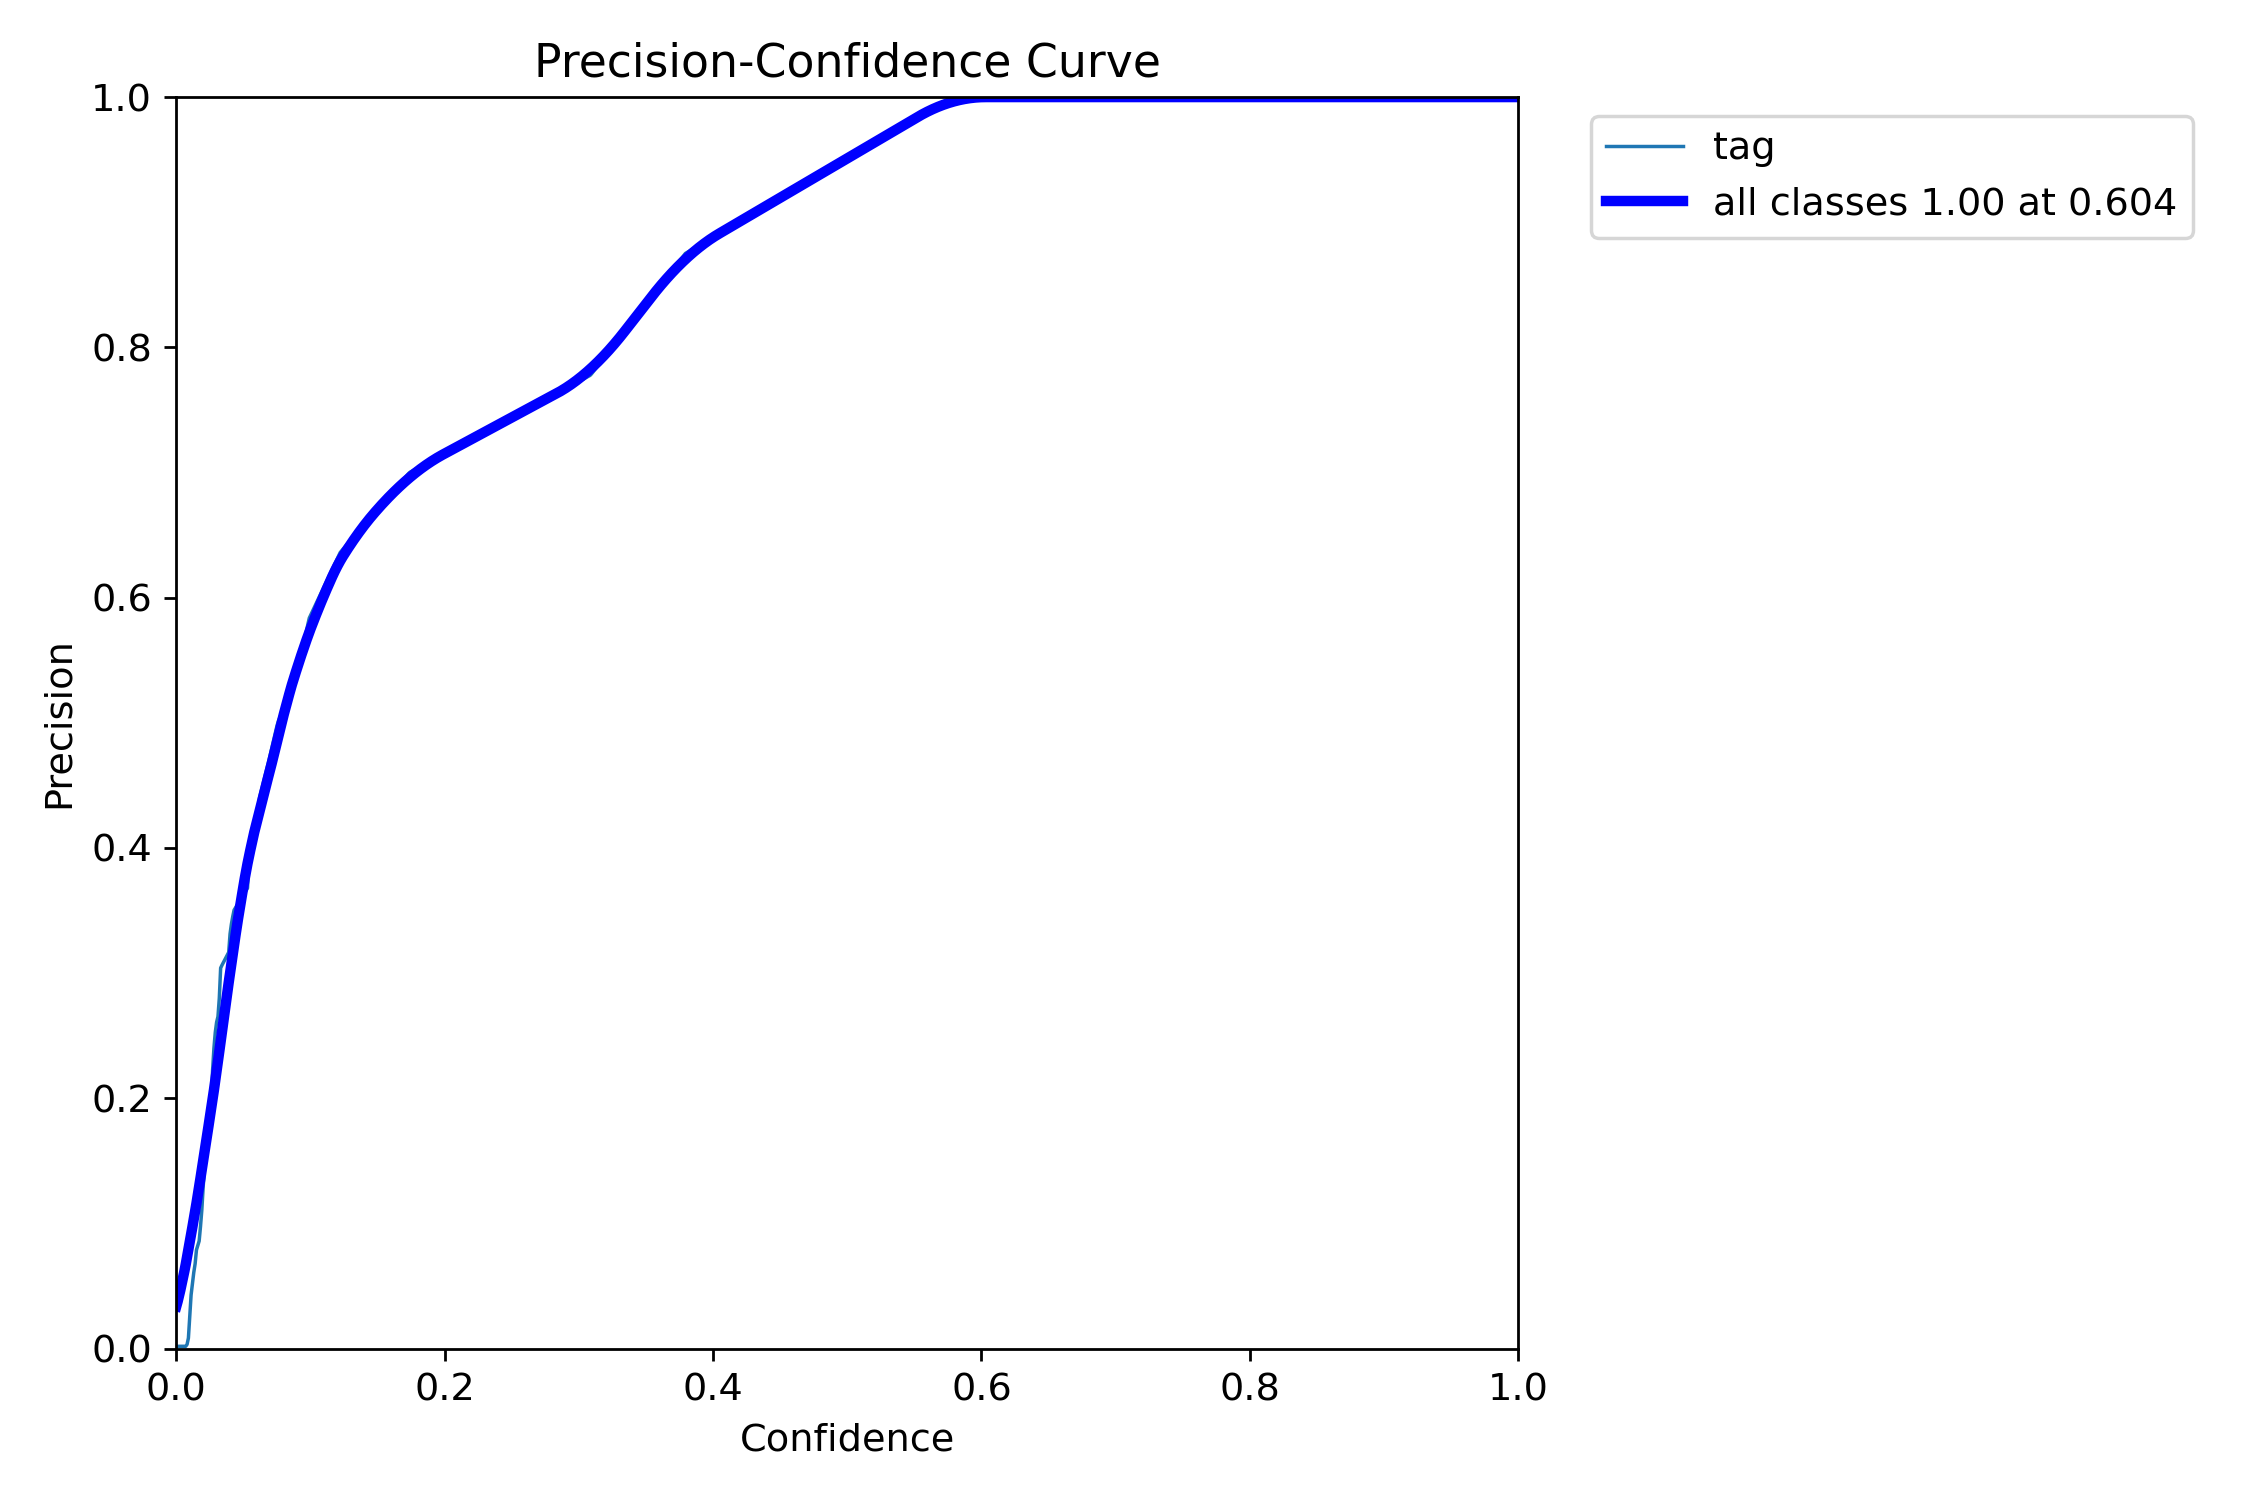 Precision-Confidence Curve
1.0
0.8
0.6
0.4
0.2
0.0
Precision
0.0 0.2 0.4 0.6 0.8 1.0
Confidence
tag
all classes 1.00 at 0.604